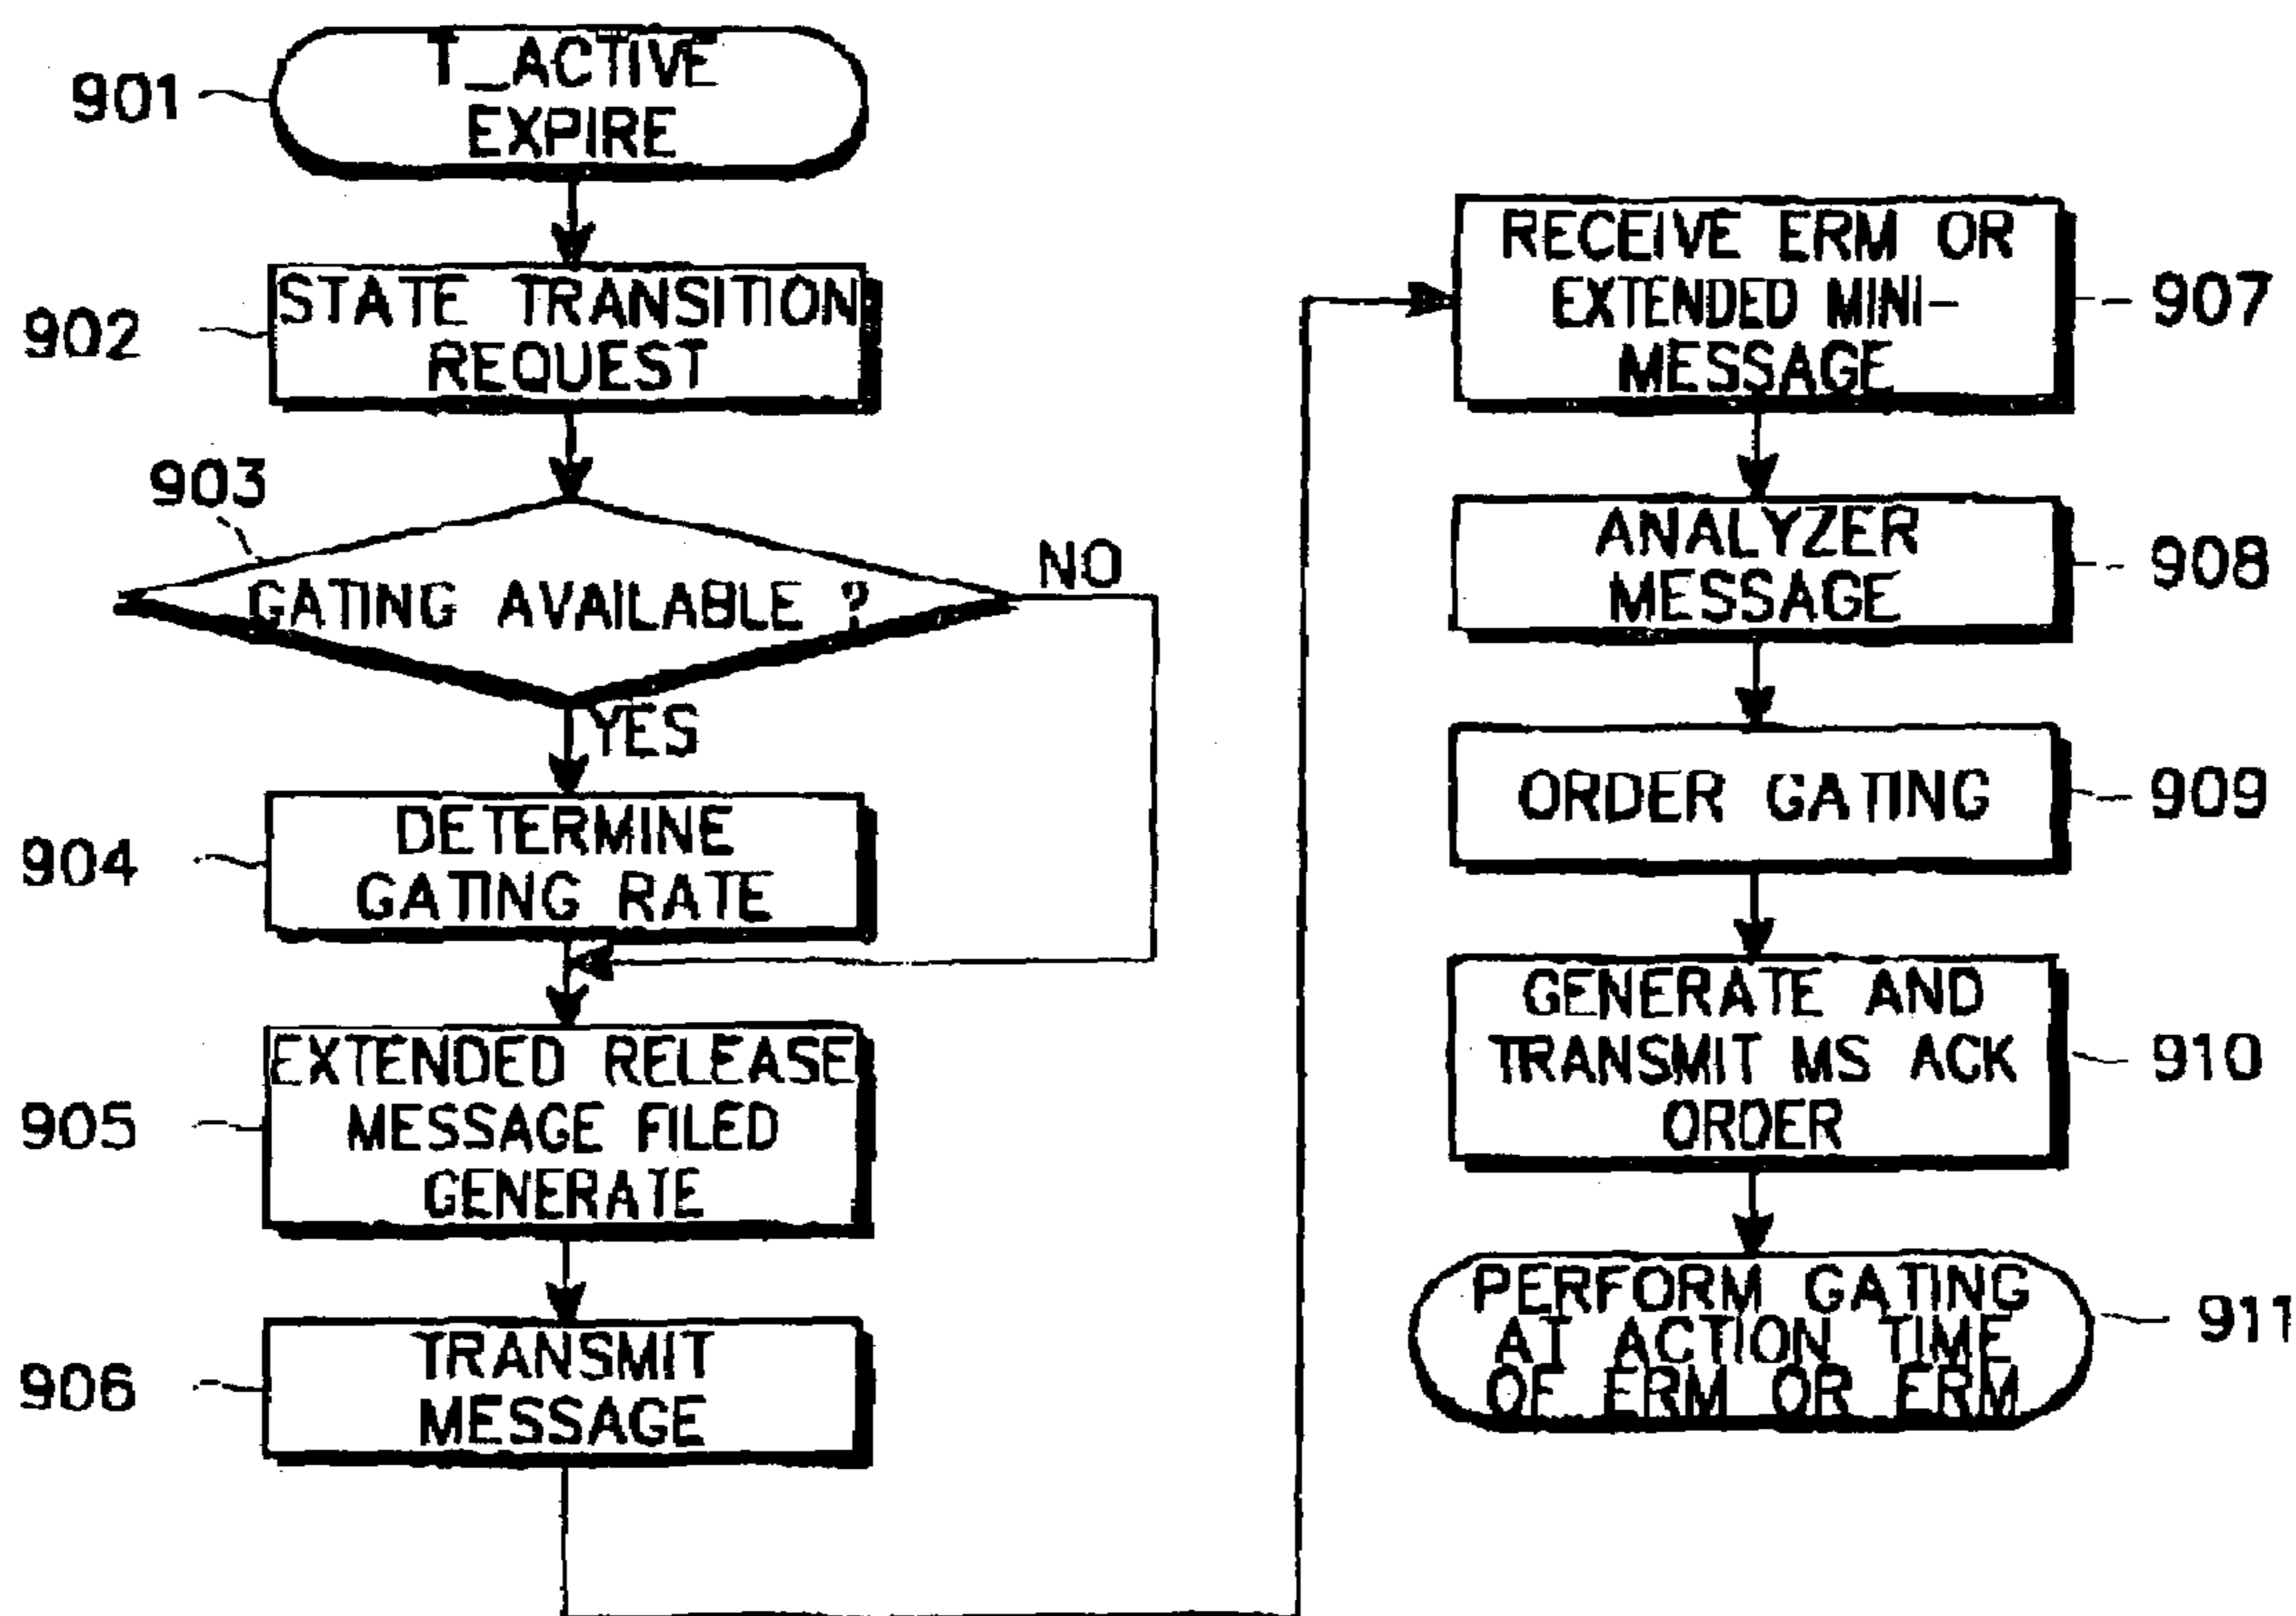 901
T_ACTIVE
EXPIRE
902
STATE TRANSITION
REQUEST
903
GATING AVAILABLE ?
NO
YES
904
DETERMINE
GATING RATE
905
EXTENDED RELEASE
MESSAGE FILED
GENERATE
906
TRANSMIT
MESSAGE
RECEIVE ERM OR
EXTENDED MINI-
MESSAGE
907
ANALYZER
MESSAGE
908
ORDER GATING
909
GENERATE AND
TRANSMIT MS ACK
ORDER
910
PERFORM GATING
AT ACTION TIME
OF ERM OR ERM
911